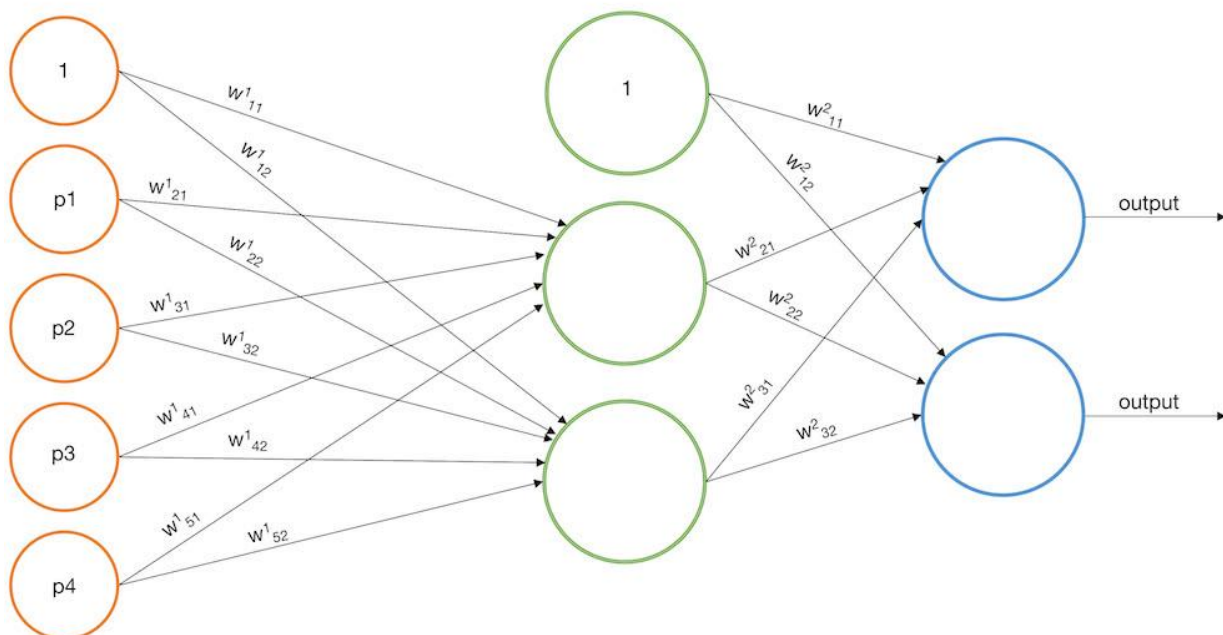 1
p1
p2
p3
p4
w¹₁₁
w¹₁₂
w¹₂₁
w¹₂₂
w¹₃₁
w¹₃₂
w¹₄₁
w¹₄₂
w¹₅₁
w¹₅₂
1
w²₁₁
w²₁₂
w²₂₁
w²₂₂
w²₃₁
w²₃₂
output
output